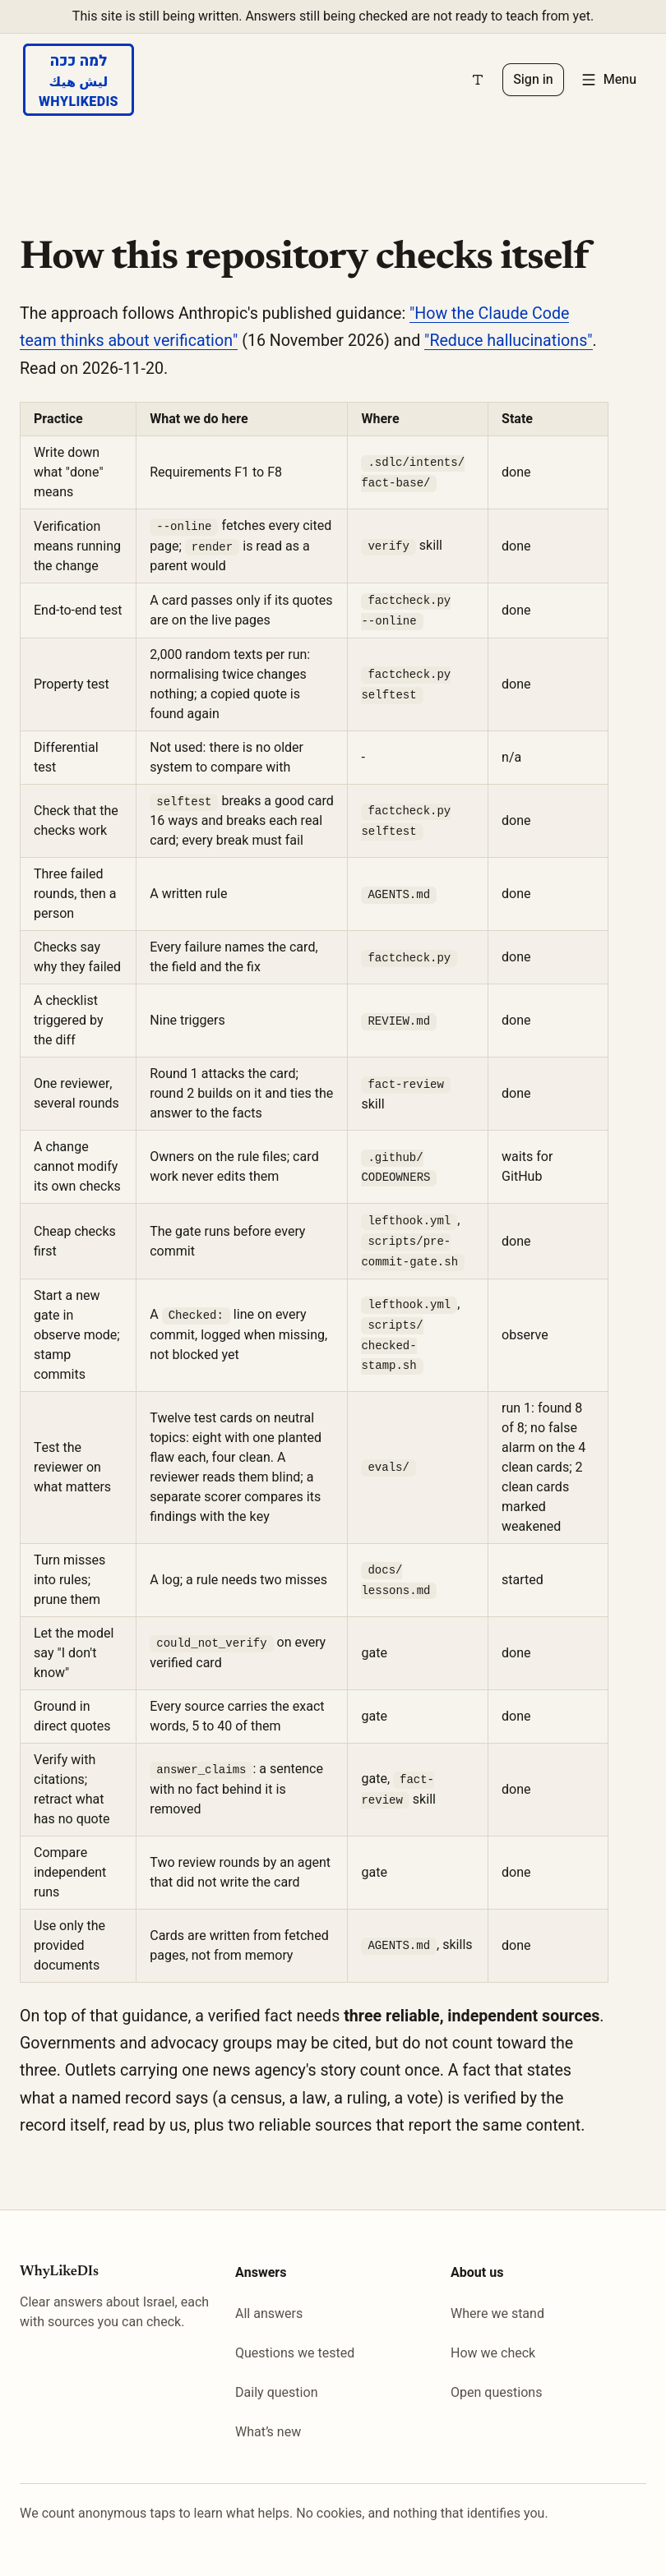 This site is still being written. Answers still being checked are not ready to teach from yet.
למה ככה
ليش هيك
WHYLIKEDIS
T
Sign in
Menu
How this repository checks itself
The approach follows Anthropic's published guidance: "How the Claude Code
team thinks about verification" (16 November 2026) and "Reduce hallucinations".
Read on 2026-11-20.
Practice
What we do here
Where
State
Write down
what "done"
means
Requirements F1 to F8
.sdlc/intents/
fact-base/
done
Verification
means running
the change
--online fetches every cited
page; render is read as a
parent would
verify skill
done
End-to-end test
A card passes only if its quotes
are on the live pages
factcheck.py
--online
done
Property test
2,000 random texts per run:
normalising twice changes
nothing; a copied quote is
found again
factcheck.py
selftest
done
Differential
test
Not used: there is no older
system to compare with
-
n/a
Check that the
checks work
selftest breaks a good card
16 ways and breaks each real
card; every break must fail
factcheck.py
selftest
done
Three failed
rounds, then a
person
A written rule
AGENTS.md
done
Checks say
why they failed
Every failure names the card,
the field and the fix
factcheck.py
done
A checklist
triggered by
the diff
Nine triggers
REVIEW.md
done
One reviewer,
several rounds
Round 1 attacks the card;
round 2 builds on it and ties the
answer to the facts
fact-review
skill
done
A change
cannot modify
its own checks
Owners on the rule files; card
work never edits them
.github/
CODEOWNERS
waits for
GitHub
Cheap checks
first
The gate runs before every
commit
lefthook.yml,
scripts/pre-
commit-gate.sh
done
Start a new
gate in
observe mode;
stamp
commits
A Checked: line on every
commit, logged when missing,
not blocked yet
lefthook.yml,
scripts/
checked-
stamp.sh
observe
Test the
reviewer on
what matters
Twelve test cards on neutral
topics: eight with one planted
flaw each, four clean. A
reviewer reads them blind; a
separate scorer compares its
findings with the key
evals/
run 1: found 8
of 8; no false
alarm on the 4
clean cards; 2
clean cards
marked
weakened
Turn misses
into rules;
prune them
A log; a rule needs two misses
docs/
lessons.md
started
Let the model
say "I don't
know"
could_not_verify on every
verified card
gate
done
Ground in
direct quotes
Every source carries the exact
words, 5 to 40 of them
gate
done
Verify with
citations;
retract what
has no quote
answer_claims: a sentence
with no fact behind it is
removed
gate, fact-
review skill
done
Compare
independent
runs
Two review rounds by an agent
that did not write the card
gate
done
Use only the
provided
documents
Cards are written from fetched
pages, not from memory
AGENTS.md, skills
done
On top of that guidance, a verified fact needs three reliable, independent sources.
Governments and advocacy groups may be cited, but do not count toward the
three. Outlets carrying one news agency's story count once. A fact that states
what a named record says (a census, a law, a ruling, a vote) is verified by the
record itself, read by us, plus two reliable sources that report the same content.
WhyLikeDIs
Clear answers about Israel, each
with sources you can check.
Answers
All answers
Questions we tested
Daily question
What's new
About us
Where we stand
How we check
Open questions
We count anonymous taps to learn what helps. No cookies, and nothing that identifies you.